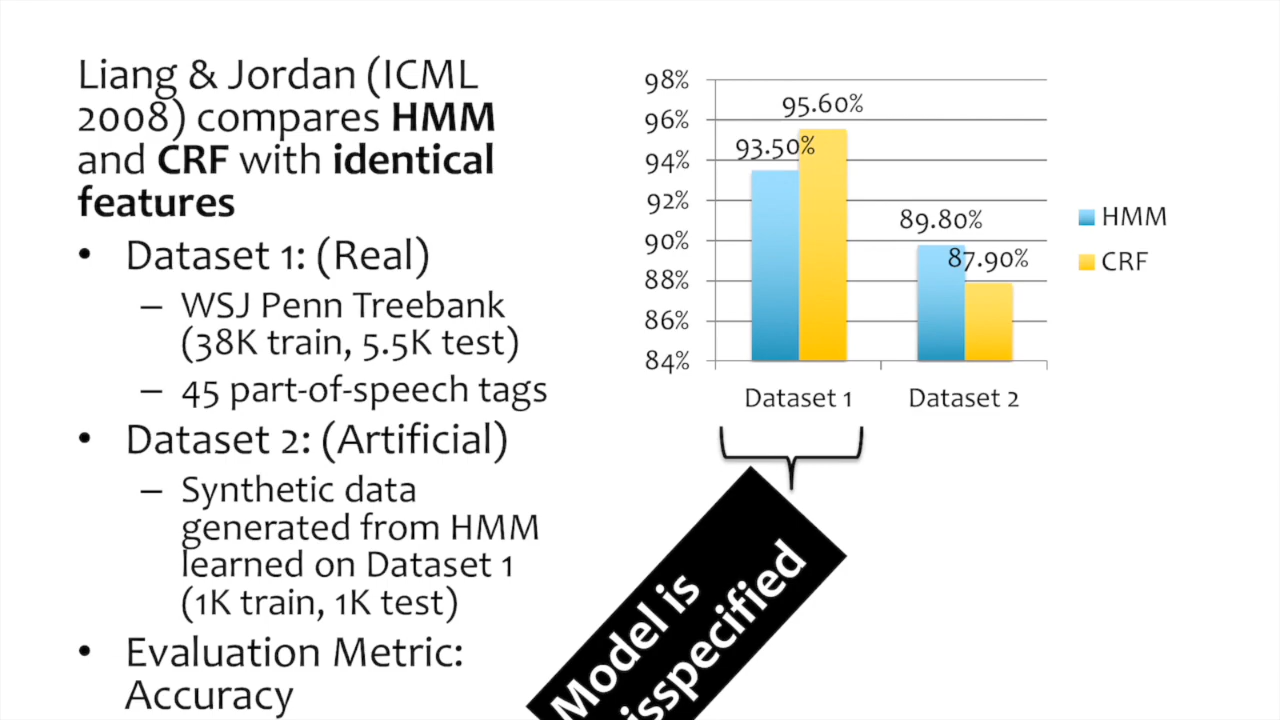 Liang & Jordan (ICML
2008) compares HMM
and CRF with identical
features
• Dataset 1: (Real)
– WSJ Penn Treebank
(38K train, 5.5K test)
– 45 part-of-speech tags
• Dataset 2: (Artificial)
– Synthetic data
generated from HMM
learned on Dataset 1
(1K train, 1K test)
• Evaluation Metric:
Accuracy
98%
96%
94%
92%
90%
88%
86%
84%
93.50%
95.60%
89.80%
87.90%
Dataset 1
Dataset 2
HMM
CRF
Model is
isspecified